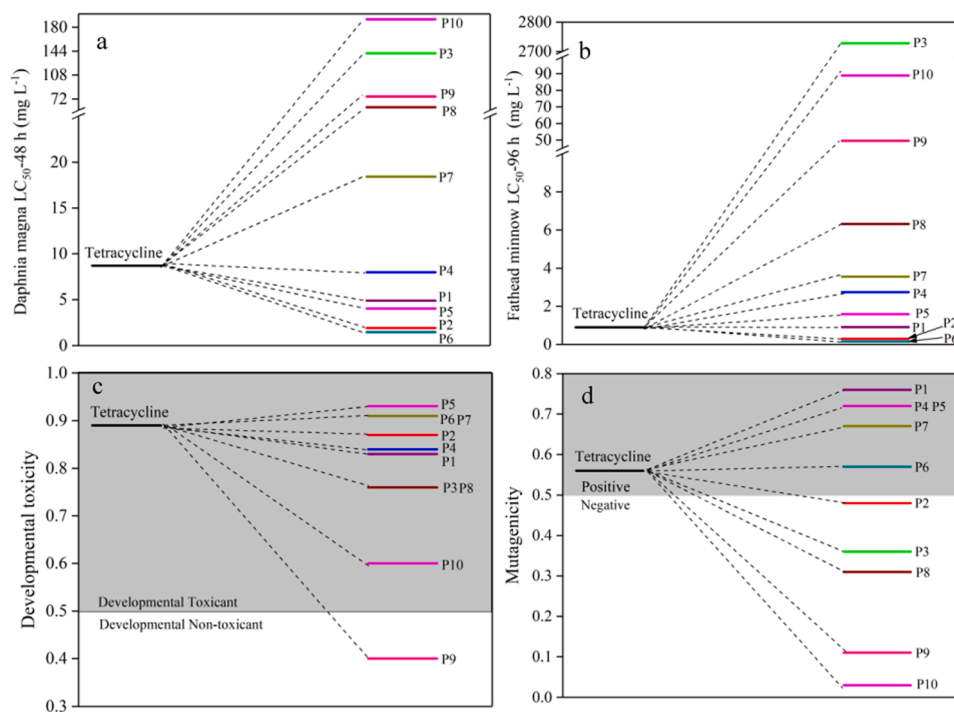 a
Daphnia magna LC50-48 h (mg L-1)
180
144
108
72
20
15
10
5
0
Tetracycline
P10
P3
P9
P8
P7
P4
P1
P5
P2
P6
b
Fathead minnow LC50-96 h (mg L-1)
2800
2700
90
80
70
60
50
8
6
4
2
0
Tetracycline
P3
P10
P9
P8
P7
P4
P5
P1
P2
P6
c
Developmental toxicity
1.0
0.9
0.8
0.7
0.6
0.5
0.4
0.3
Tetracycline
P5
P6 P7
P2
P4
P1
P3 P8
P10
Developmental Toxicant
Developmental Non-toxicant
P9
d
Mutagenicity
0.8
0.7
0.6
0.5
0.4
0.3
0.2
0.1
0.0
Tetracycline
Positive
Negative
P1
P4 P5
P7
P6
P2
P3
P8
P9
P10